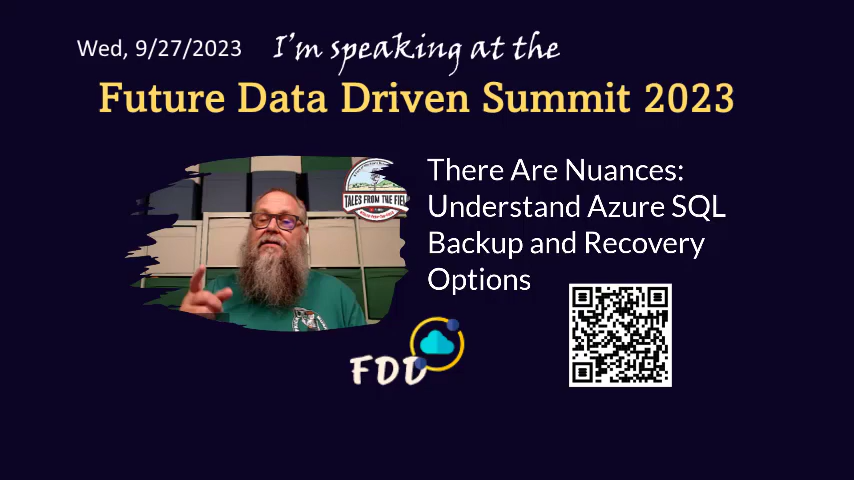 Wed, 9/27/2023
I'm speaking at the
Future Data Driven Summit 2023
TALES FROM THE FIELD
There Are Nuances:
Understand Azure SQL
Backup and Recovery
Options
FDD